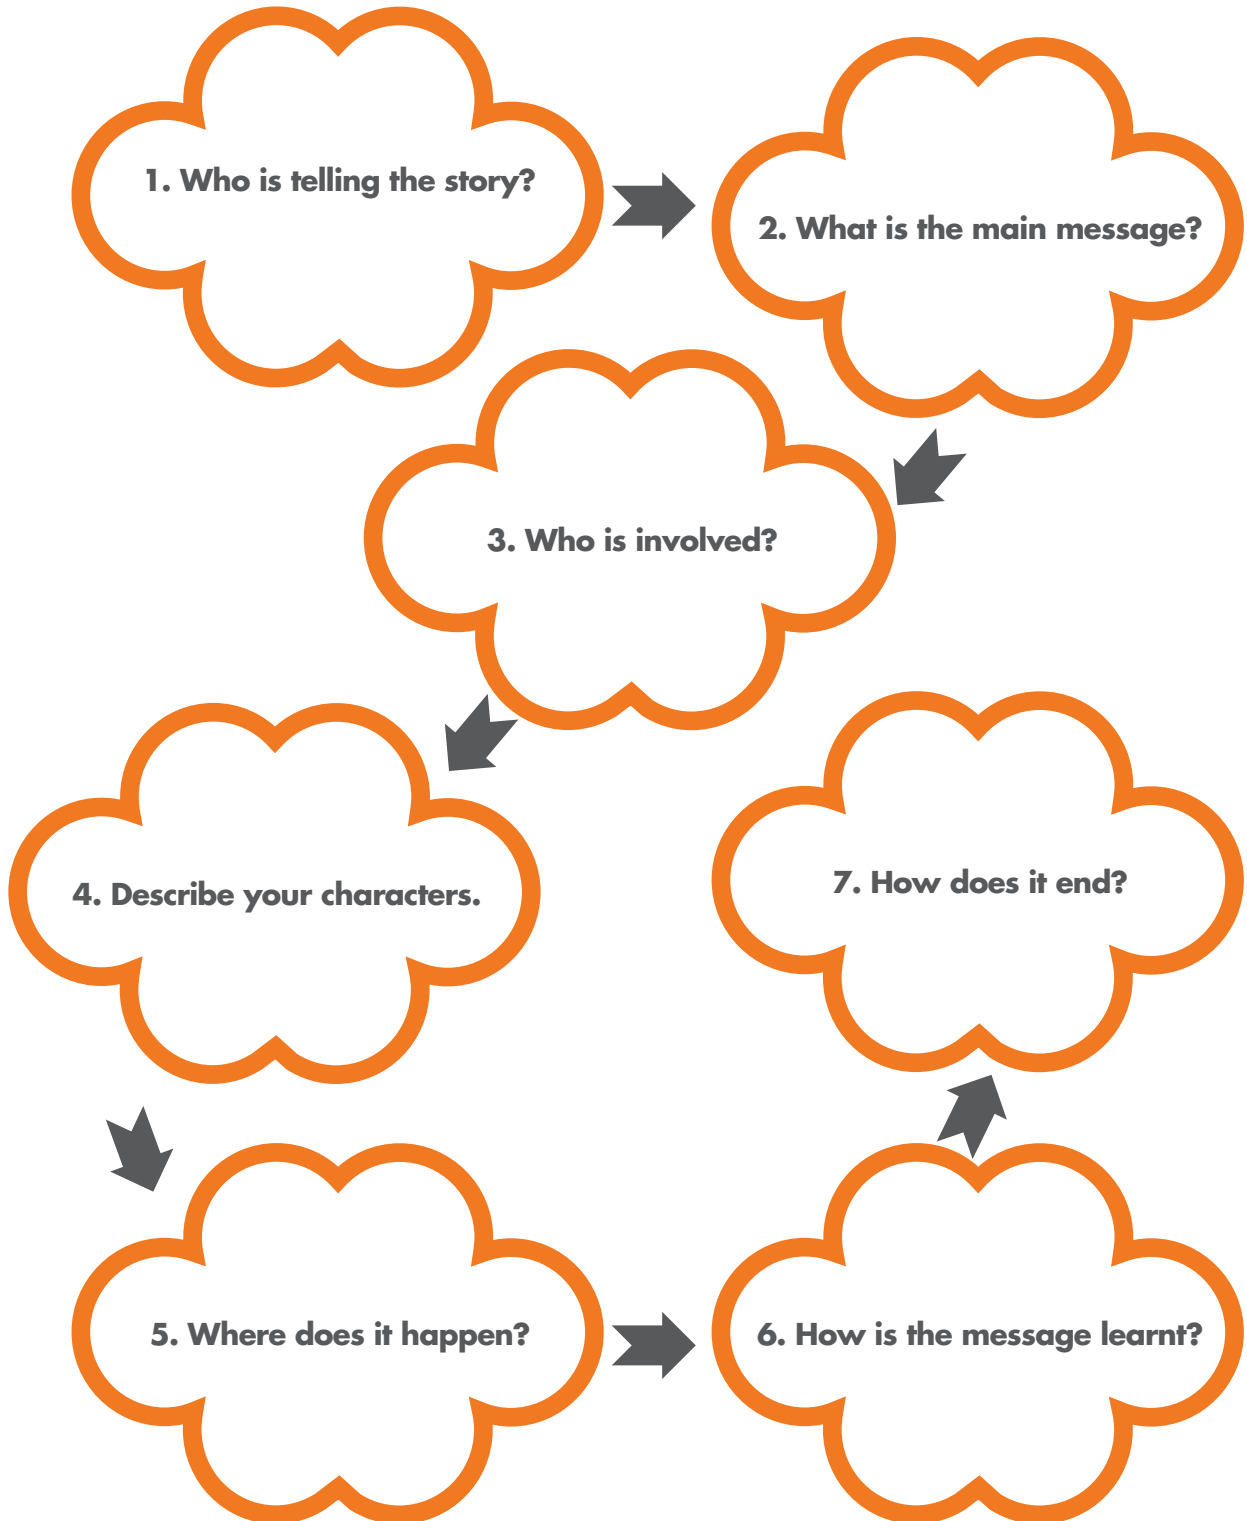 1. Who is telling the story?
2. What is the main message?
3. Who is involved?
4. Describe your characters.
5. Where does it happen?
6. How is the message learnt?
7. How does it end?